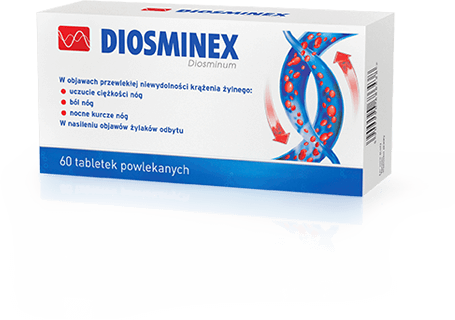 DIOSMINEX
Diosminum
W objawach przewlekłej niewydolności krążenia żylnego:
uczucie ciężkości nóg
ból nóg
nocne kurcze nóg
W nasileniu objawów żylaków odbytu
60 tabletek powlekanych